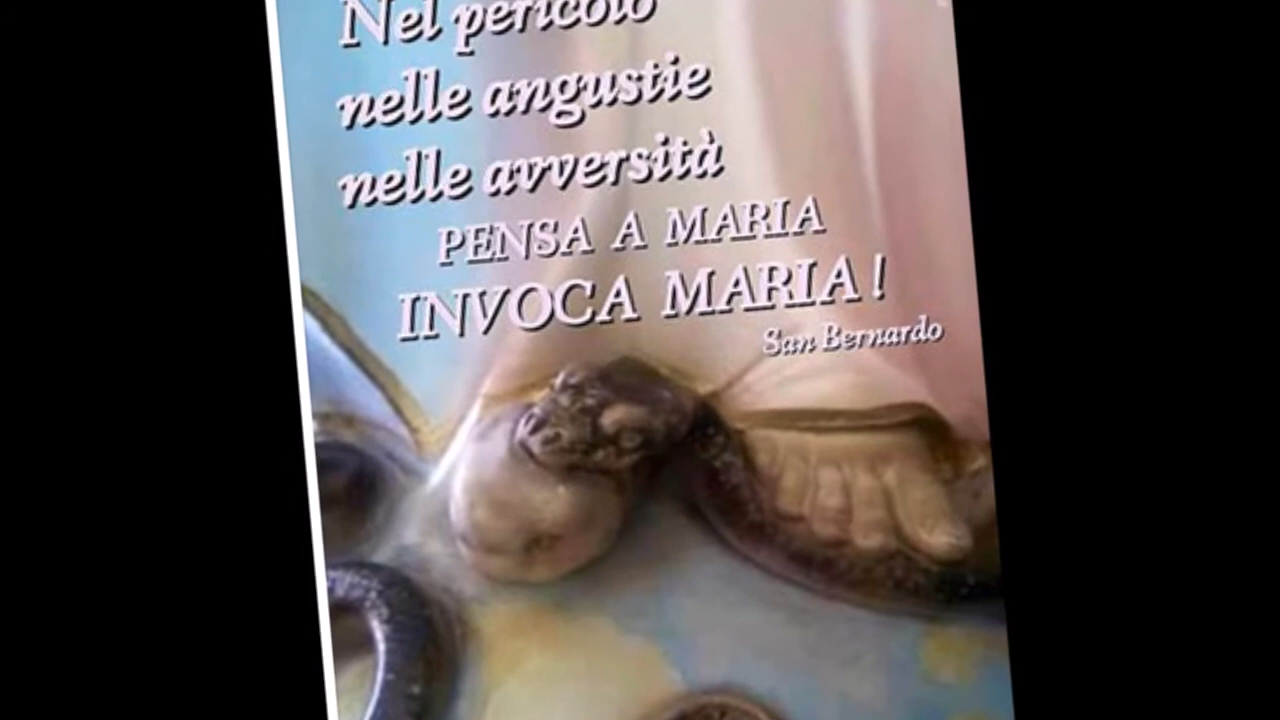 Nel pericolo
nelle angustie
nelle avversità
PENSA A MARIA
INVOCA MARIA!
San Bernardo